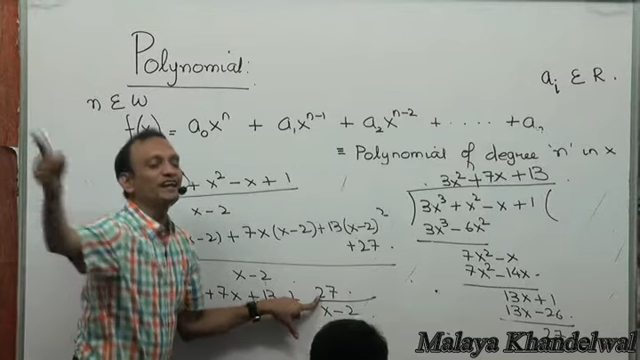 Polynomial:
n ∈ W
a_i ∈ R.
f(x) = a₀xⁿ + a₁xⁿ⁻¹ + a₂xⁿ⁻² + ..... + aₙ
≡ Polynomial of degree 'n' in x
+ x² − x + 1
x − 2
−2) + 7x(x−2) + 13(x−2)²
+27.
x − 2
+ 7x + 13 + 27.
x − 2
3x² + 7x + 13
) 3x³ + x² − x + 1 (
3x³ − 6x²
7x² − x
7x² − 14x.
13x + 1
13x − 26.
27
Malaya Khandelwal